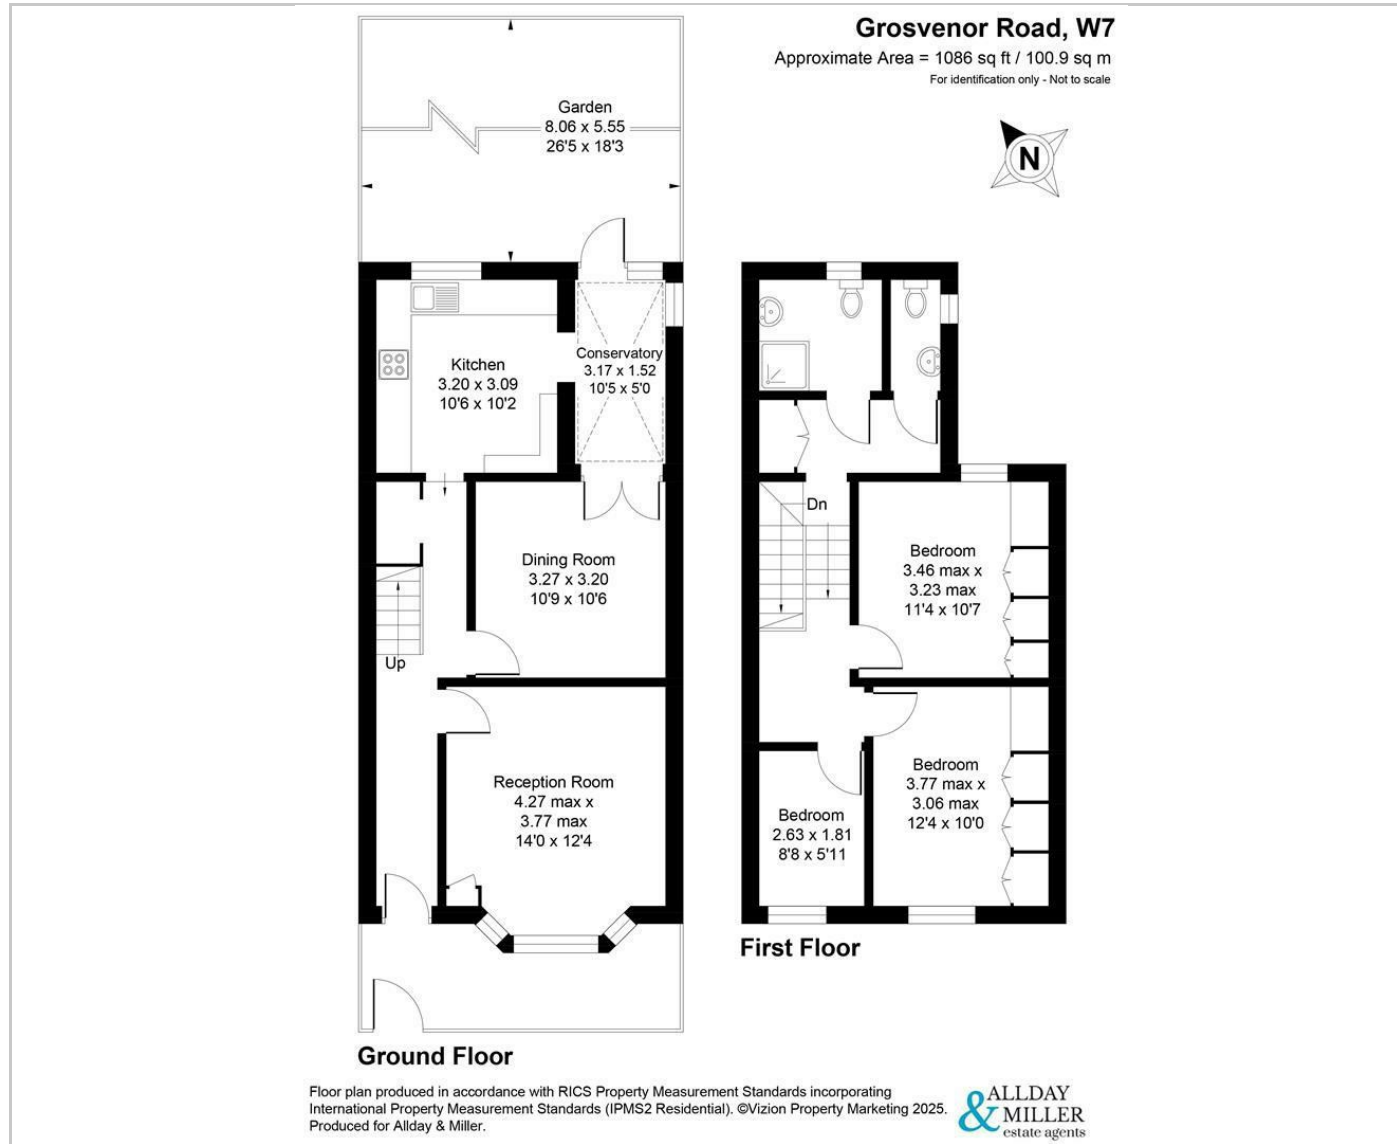 Grosvenor Road, W7
Approximate Area = 1086 sq ft / 100.9 sq m
For identification only - Not to scale
N
Garden
8.06 x 5.55
26'5 x 18'3
Kitchen
3.20 x 3.09
10'6 x 10'2
Conservatory
3.17 x 1.52
10'5 x 5'0
Dining Room
3.27 x 3.20
10'9 x 10'6
Up
Reception Room
4.27 max x
3.77 max
14'0 x 12'4
Ground Floor
Dn
Bedroom
3.46 max x
3.23 max
11'4 x 10'7
Bedroom
3.77 max x
3.06 max
12'4 x 10'0
Bedroom
2.63 x 1.81
8'8 x 5'11
First Floor
Floor plan produced in accordance with RICS Property Measurement Standards incorporating
International Property Measurement Standards (IPMS2 Residential). ©Vizion Property Marketing 2025.
Produced for Allday & Miller.
ALLDAY
& MILLER
estate agents